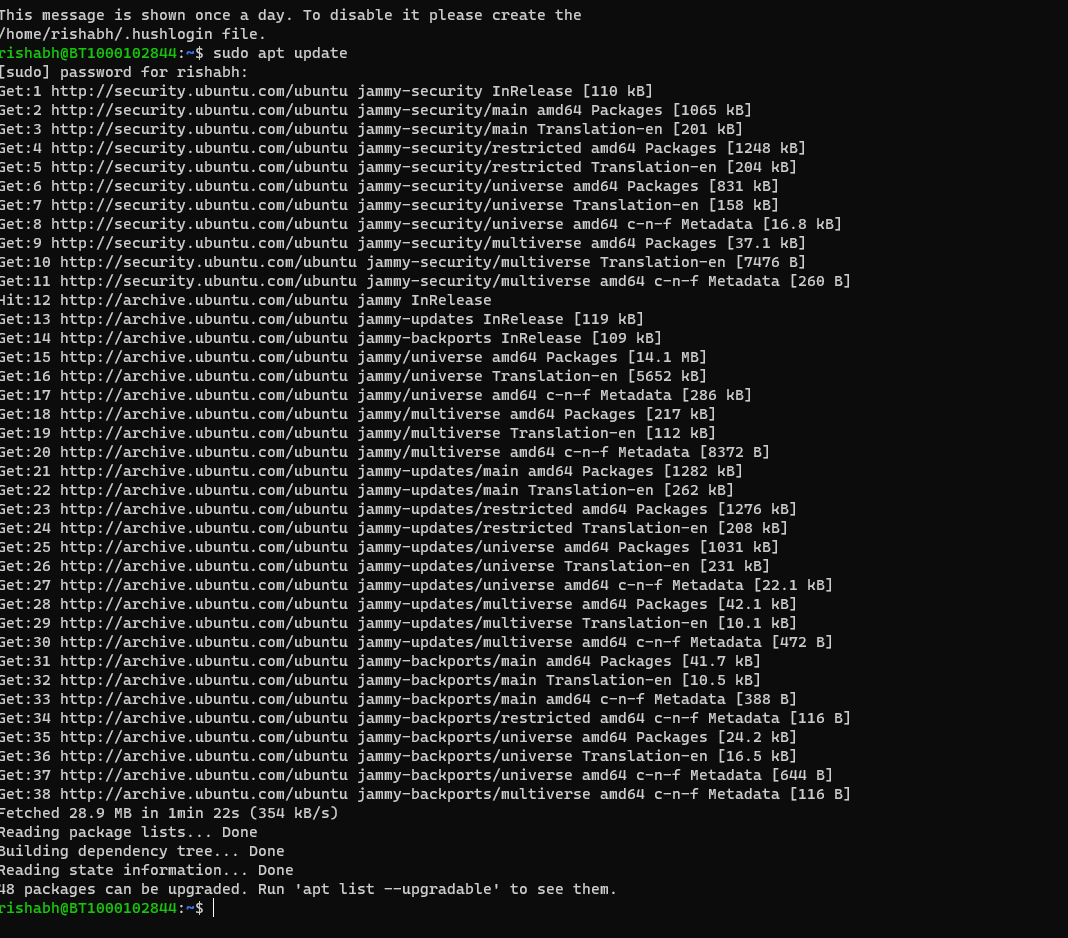 This message is shown once a day. To disable it please create the
/home/rishabh/.hushlogin file.
rishabh@BT1000102844:~$ sudo apt update
[sudo] password for rishabh:
Get:1 http://security.ubuntu.com/ubuntu jammy-security InRelease [110 kB]
Get:2 http://security.ubuntu.com/ubuntu jammy-security/main amd64 Packages [1065 kB]
Get:3 http://security.ubuntu.com/ubuntu jammy-security/main Translation-en [201 kB]
Get:4 http://security.ubuntu.com/ubuntu jammy-security/restricted amd64 Packages [1248 kB]
Get:5 http://security.ubuntu.com/ubuntu jammy-security/restricted Translation-en [204 kB]
Get:6 http://security.ubuntu.com/ubuntu jammy-security/universe amd64 Packages [831 kB]
Get:7 http://security.ubuntu.com/ubuntu jammy-security/universe Translation-en [158 kB]
Get:8 http://security.ubuntu.com/ubuntu jammy-security/universe amd64 c-n-f Metadata [16.8 kB]
Get:9 http://security.ubuntu.com/ubuntu jammy-security/multiverse amd64 Packages [37.1 kB]
Get:10 http://security.ubuntu.com/ubuntu jammy-security/multiverse Translation-en [7476 B]
Get:11 http://security.ubuntu.com/ubuntu jammy-security/multiverse amd64 c-n-f Metadata [260 B]
Hit:12 http://archive.ubuntu.com/ubuntu jammy InRelease
Get:13 http://archive.ubuntu.com/ubuntu jammy-updates InRelease [119 kB]
Get:14 http://archive.ubuntu.com/ubuntu jammy-backports InRelease [109 kB]
Get:15 http://archive.ubuntu.com/ubuntu jammy/universe amd64 Packages [14.1 MB]
Get:16 http://archive.ubuntu.com/ubuntu jammy/universe Translation-en [5652 kB]
Get:17 http://archive.ubuntu.com/ubuntu jammy/universe amd64 c-n-f Metadata [286 kB]
Get:18 http://archive.ubuntu.com/ubuntu jammy/multiverse amd64 Packages [217 kB]
Get:19 http://archive.ubuntu.com/ubuntu jammy/multiverse Translation-en [112 kB]
Get:20 http://archive.ubuntu.com/ubuntu jammy/multiverse amd64 c-n-f Metadata [8372 B]
Get:21 http://archive.ubuntu.com/ubuntu jammy-updates/main amd64 Packages [1282 kB]
Get:22 http://archive.ubuntu.com/ubuntu jammy-updates/main Translation-en [262 kB]
Get:23 http://archive.ubuntu.com/ubuntu jammy-updates/restricted amd64 Packages [1276 kB]
Get:24 http://archive.ubuntu.com/ubuntu jammy-updates/restricted Translation-en [208 kB]
Get:25 http://archive.ubuntu.com/ubuntu jammy-updates/universe amd64 Packages [1031 kB]
Get:26 http://archive.ubuntu.com/ubuntu jammy-updates/universe Translation-en [231 kB]
Get:27 http://archive.ubuntu.com/ubuntu jammy-updates/universe amd64 c-n-f Metadata [22.1 kB]
Get:28 http://archive.ubuntu.com/ubuntu jammy-updates/multiverse amd64 Packages [42.1 kB]
Get:29 http://archive.ubuntu.com/ubuntu jammy-updates/multiverse Translation-en [10.1 kB]
Get:30 http://archive.ubuntu.com/ubuntu jammy-updates/multiverse amd64 c-n-f Metadata [472 B]
Get:31 http://archive.ubuntu.com/ubuntu jammy-backports/main amd64 Packages [41.7 kB]
Get:32 http://archive.ubuntu.com/ubuntu jammy-backports/main Translation-en [10.5 kB]
Get:33 http://archive.ubuntu.com/ubuntu jammy-backports/main amd64 c-n-f Metadata [388 B]
Get:34 http://archive.ubuntu.com/ubuntu jammy-backports/restricted amd64 c-n-f Metadata [116 B]
Get:35 http://archive.ubuntu.com/ubuntu jammy-backports/universe amd64 Packages [24.2 kB]
Get:36 http://archive.ubuntu.com/ubuntu jammy-backports/universe Translation-en [16.5 kB]
Get:37 http://archive.ubuntu.com/ubuntu jammy-backports/universe amd64 c-n-f Metadata [644 B]
Get:38 http://archive.ubuntu.com/ubuntu jammy-backports/multiverse amd64 c-n-f Metadata [116 B]
Fetched 28.9 MB in 1min 22s (354 kB/s)
Reading package lists... Done
Building dependency tree... Done
Reading state information... Done
48 packages can be upgraded. Run 'apt list --upgradable' to see them.
rishabh@BT1000102844:~$